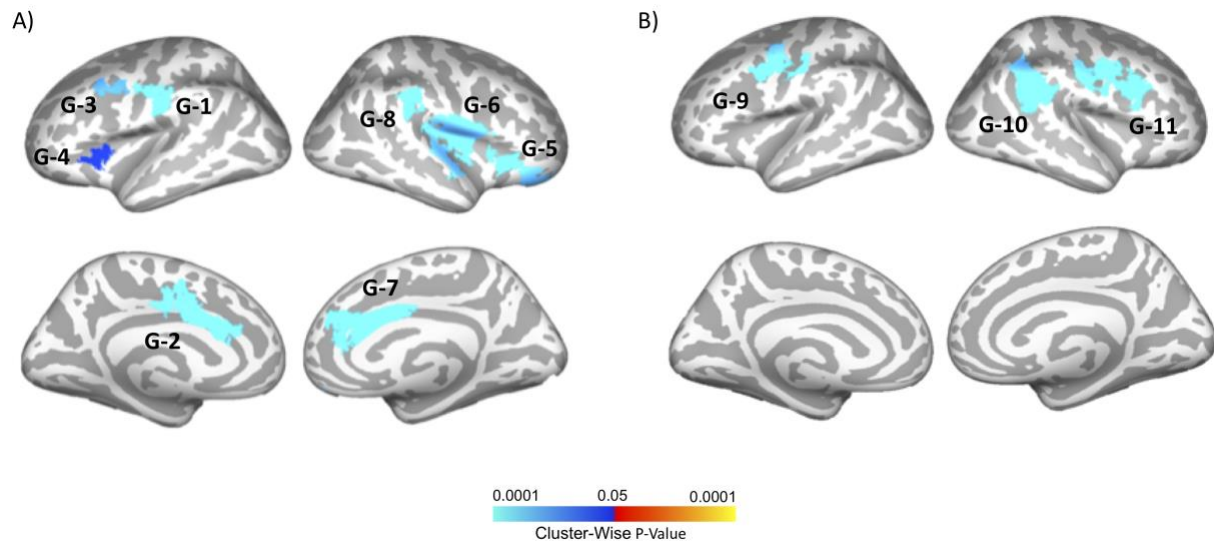 A)
B)
G-3
G-1
G-4
G-8
G-6
G-5
G-9
G-10
G-11
G-2
G-7
0.0001 0.05 0.0001
Cluster-Wise P-Value